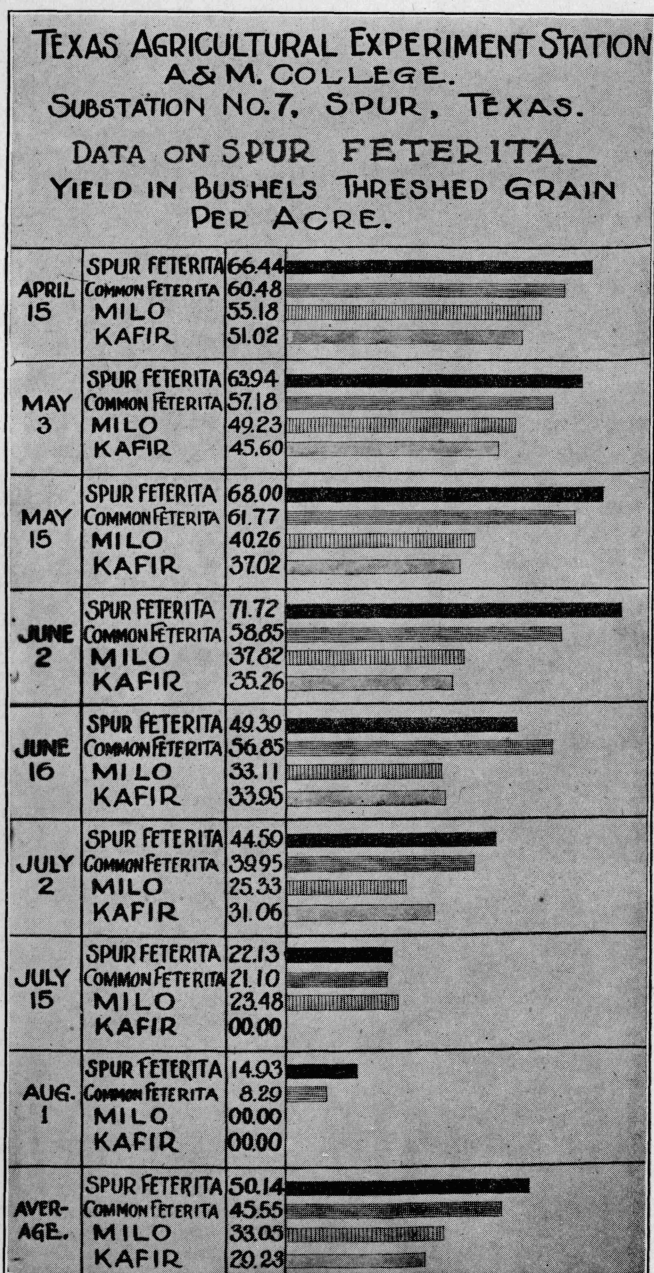 TEXAS AGRICULTURAL EXPERIMENT STATION
A & M. COLLEGE.
SUBSTATION NO. 7, SPUR, TEXAS.
DATA ON SPUR FETERITA—
YIELD IN BUSHELS THRESHED GRAIN
PER ACRE.
APRIL 15
SPUR FETERITA 66.44
COMMON FETERITA 60.48
MILO 55.18
KAFIR 51.02
MAY 3
SPUR FETERITA 63.94
COMMON FETERITA 57.18
MILO 49.23
KAFIR 45.60
MAY 15
SPUR FETERITA 68.00
COMMON FETERITA 61.77
MILO 40.26
KAFIR 37.02
JUNE 2
SPUR FETERITA 71.72
COMMON FETERITA 58.85
MILO 37.82
KAFIR 35.26
JUNE 16
SPUR FETERITA 49.39
COMMON FETERITA 56.85
MILO 33.11
KAFIR 33.95
JULY 2
SPUR FETERITA 44.59
COMMON FETERITA 39.95
MILO 25.33
KAFIR 31.06
JULY 15
SPUR FETERITA 22.13
COMMON FETERITA 21.10
MILO 23.48
KAFIR 00.00
AUG. 1
SPUR FETERITA 14.93
COMMON FETERITA 8.29
MILO 00.00
KAFIR 00.00
AVER-
AGE.
SPUR FETERITA 50.14
COMMON FETERITA 45.55
MILO 33.05
KAFIR 29.23